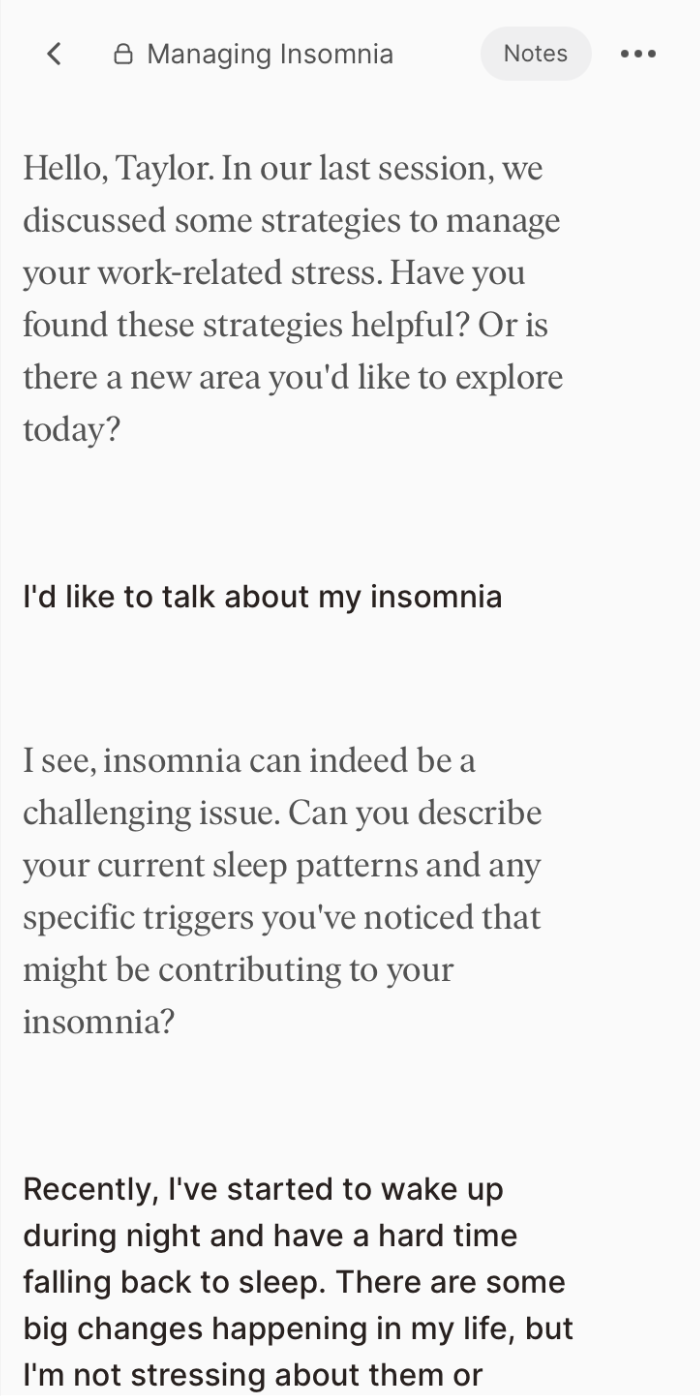 Managing Insomnia
Notes
Hello, Taylor. In our last session, we
discussed some strategies to manage
your work-related stress. Have you
found these strategies helpful? Or is
there a new area you'd like to explore
today?
I'd like to talk about my insomnia
I see, insomnia can indeed be a
challenging issue. Can you describe
your current sleep patterns and any
specific triggers you've noticed that
might be contributing to your
insomnia?
Recently, I've started to wake up
during night and have a hard time
falling back to sleep. There are some
big changes happening in my life, but
I'm not stressing about them or